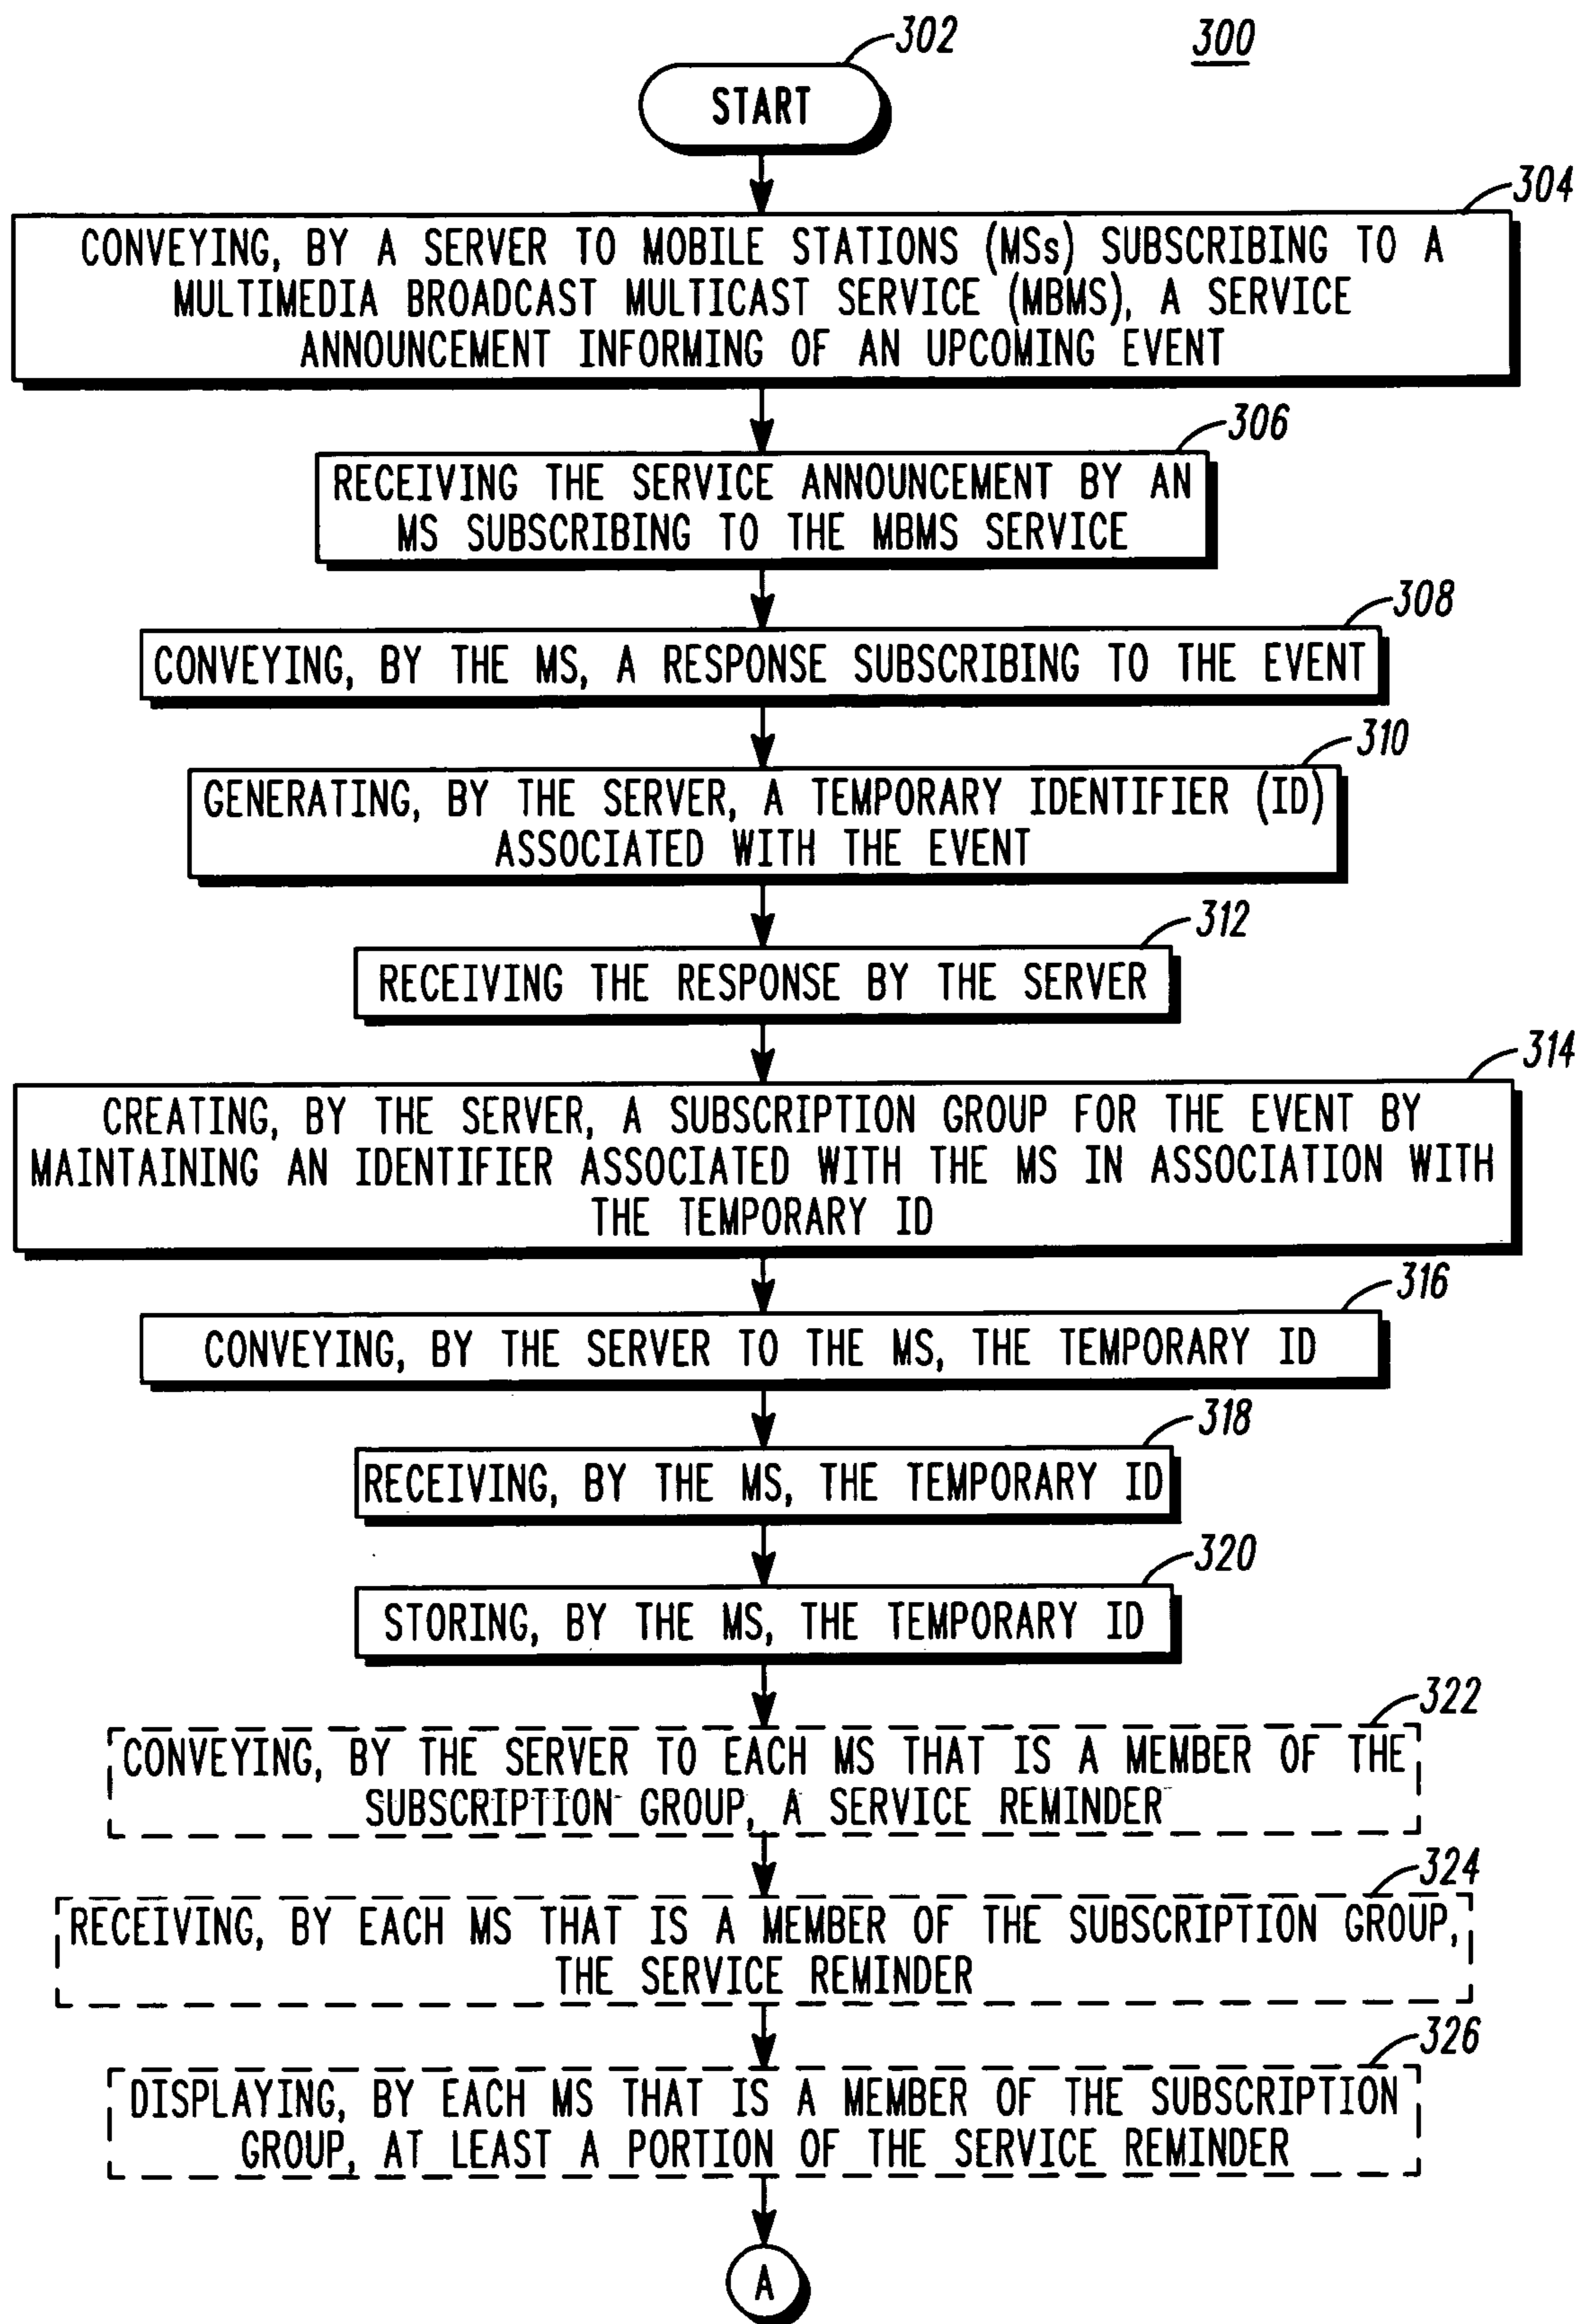 302
300
START
304
CONVEYING, BY A SERVER TO MOBILE STATIONS (MSs) SUBSCRIBING TO A
MULTIMEDIA BROADCAST MULTICAST SERVICE (MBMS), A SERVICE
ANNOUNCEMENT INFORMING OF AN UPCOMING EVENT
306
RECEIVING THE SERVICE ANNOUNCEMENT BY AN
MS SUBSCRIBING TO THE MBMS SERVICE
308
CONVEYING, BY THE MS, A RESPONSE SUBSCRIBING TO THE EVENT
310
GENERATING, BY THE SERVER, A TEMPORARY IDENTIFIER (ID)
ASSOCIATED WITH THE EVENT
312
RECEIVING THE RESPONSE BY THE SERVER
314
CREATING, BY THE SERVER, A SUBSCRIPTION GROUP FOR THE EVENT BY
MAINTAINING AN IDENTIFIER ASSOCIATED WITH THE MS IN ASSOCIATION WITH
THE TEMPORARY ID
316
CONVEYING, BY THE SERVER TO THE MS, THE TEMPORARY ID
318
RECEIVING, BY THE MS, THE TEMPORARY ID
320
STORING, BY THE MS, THE TEMPORARY ID
322
CONVEYING, BY THE SERVER TO EACH MS THAT IS A MEMBER OF THE
SUBSCRIPTION GROUP, A SERVICE REMINDER
324
RECEIVING, BY EACH MS THAT IS A MEMBER OF THE SUBSCRIPTION GROUP,
THE SERVICE REMINDER
326
DISPLAYING, BY EACH MS THAT IS A MEMBER OF THE SUBSCRIPTION
GROUP, AT LEAST A PORTION OF THE SERVICE REMINDER
A